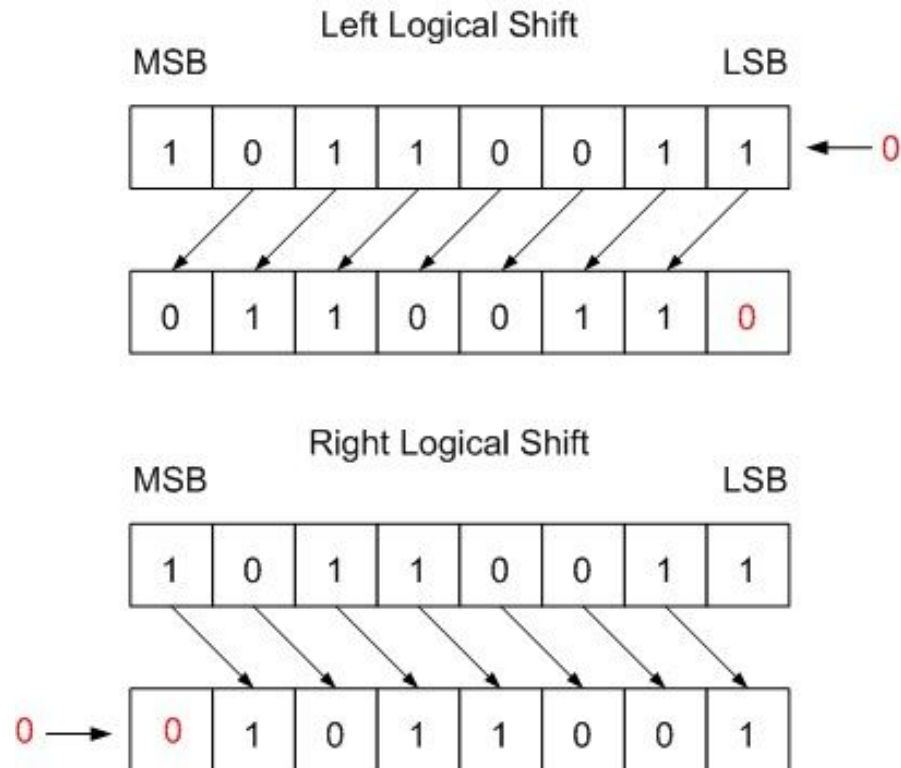 Left Logical Shift
MSB LSB
1 0 1 1 0 0 1 1 0
0 1 1 0 0 1 1 0
Right Logical Shift
MSB LSB
1 0 1 1 0 0 1 1
0 0 1 0 1 1 0 0 1